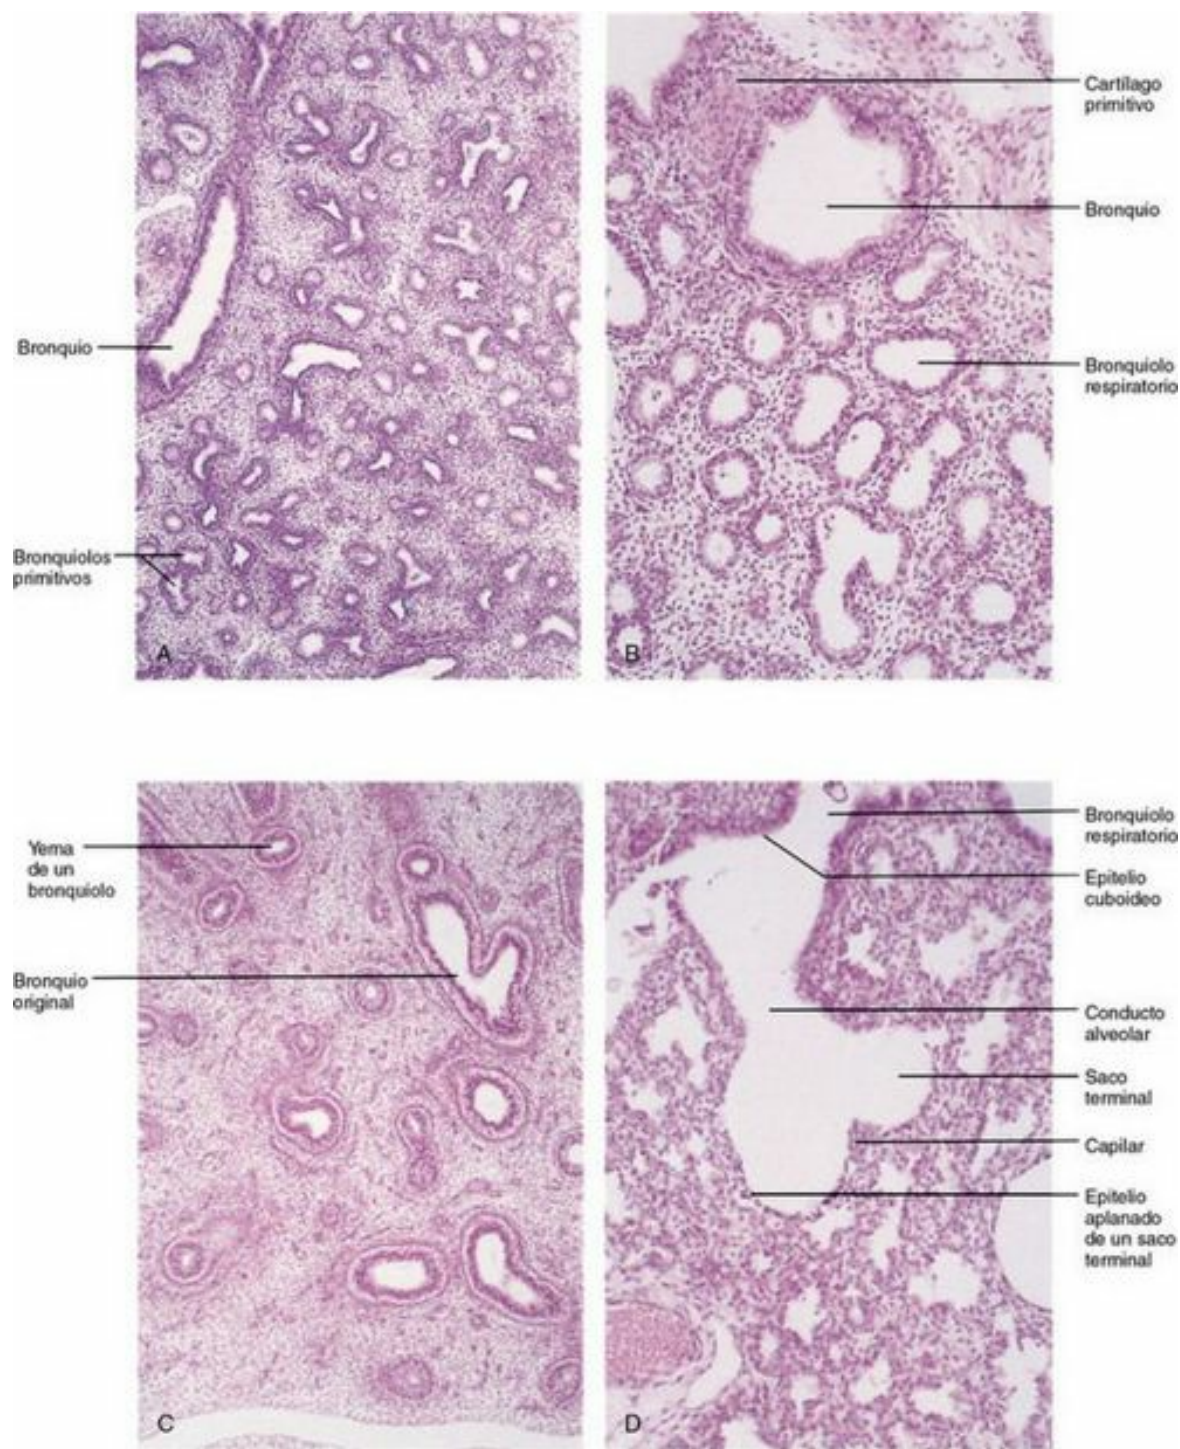 Cartílago
primitivo
Bronquio
Bronquio
Bronquiolo
respiratorio
Bronquiolos
primitivos
A
B
Yema
de un
bronquiolo
Bronquio
original
Bronquiolo
respiratorio
Epitelio
cuboideo
Conducto
alveolar
Saco
terminal
Capilar
Epitelio
aplanado
de un saco
terminal
C
D